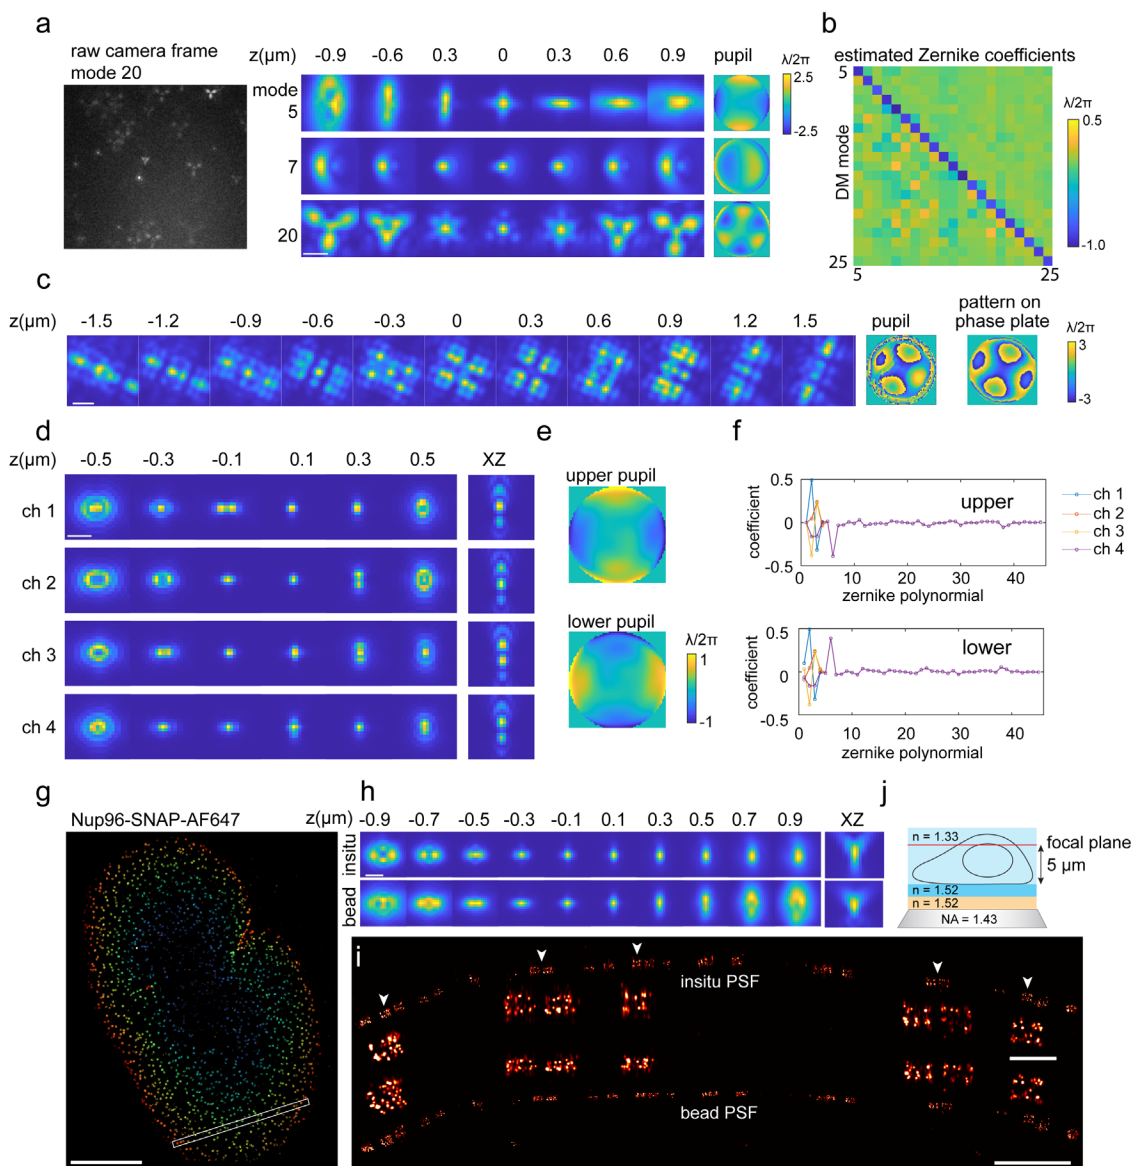 a
raw camera frame
mode 20
z(μm) -0.9 -0.6 0.3 0 0.3 0.6 0.9 pupil
mode
5
7
20
λ/2π
2.5
-2.5
b
estimated Zernike coefficients
5
DM mode
25
5 25
λ/2π
0.5
-1.0
c
z(μm) -1.5 -1.2 -0.9 -0.6 -0.3 0 0.3 0.6 0.9 1.2 1.5 pupil
pattern on
phase plate
λ/2π
3
-3
d
z(μm) -0.5 -0.3 -0.1 0.1 0.3 0.5 XZ
ch 1
ch 2
ch 3
ch 4
e
upper pupil
lower pupil
λ/2π
1
-1
f
coefficient
0.5
0
-0.5
upper
0 10 20 30 40
zernike polynormial
ch 1
ch 2
ch 3
ch 4
coefficient
0.5
0
-0.5
lower
0 10 20 30 40
zernike polynormial
g
Nup96-SNAP-AF647
h
z(μm) -0.9 -0.7 -0.5 -0.3 -0.1 0.1 0.3 0.5 0.7 0.9 XZ
insitu
bead
j
n = 1.33
focal plane
5 μm
n = 1.52
n = 1.52
NA = 1.43
i
insitu PSF
bead PSF